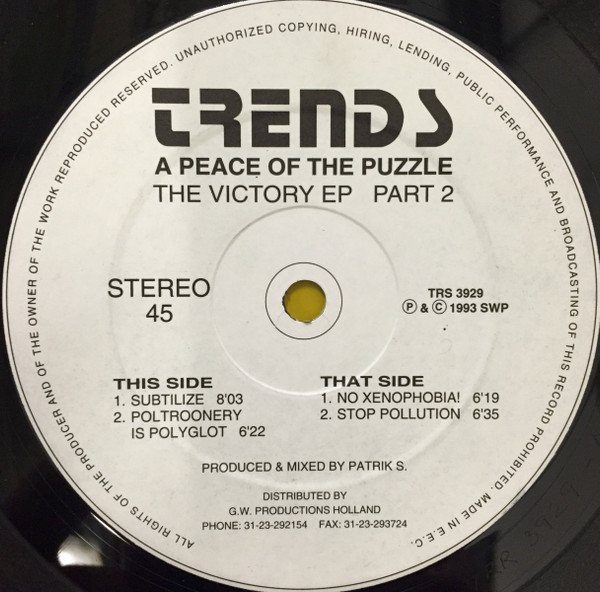 ALL RIGHTS OF THE PRODUCER AND OF THE OWNER OF THE WORK REPRODUCED RESERVED. UNAUTHORIZED COPYING, HIRING, LENDING, PUBLIC PERFORMANCE AND BROADCASTING OF THIS RECORD PROHIBITED. MADE IN E.E.C.
TRENDS
A PEACE OF THE PUZZLE
THE VICTORY EP PART 2
STEREO
45
TRS 3929
Ⓟ & Ⓒ 1993 SWP
THIS SIDE
1. SUBTILIZE 8'03
2. POLTROONERY
IS POLYGLOT 6'22
THAT SIDE
1. NO XENOPHOBIA! 6'19
2. STOP POLLUTION 6'35
PRODUCED & MIXED BY PATRIK S.
DISTRIBUTED BY
G.W. PRODUCTIONS HOLLAND
PHONE: 31-23-292154 FAX: 31-23-293724